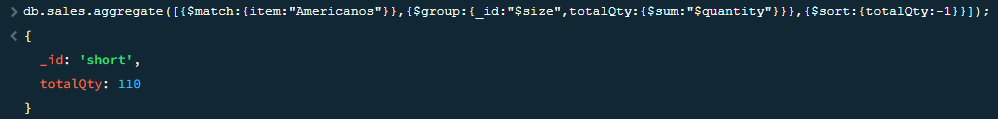 > db.sales.aggregate([{$match:{item:"Americanos"}},{$group:{_id:"$size",totalQty:{$sum:"$quantity"}}},{$sort:{totalQty:-1}}]);
< {
_id: 'short',
totalQty: 110
}